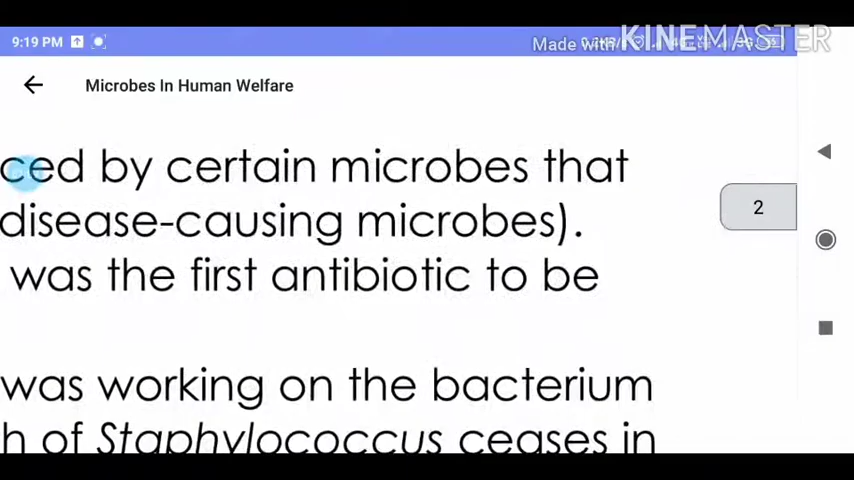 9:19 PM
Made with KINEMASTER
Microbes In Human Welfare
ced by certain microbes that
disease-causing microbes).
2
was the first antibiotic to be
was working on the bacterium
h of Staphylococcus ceases in